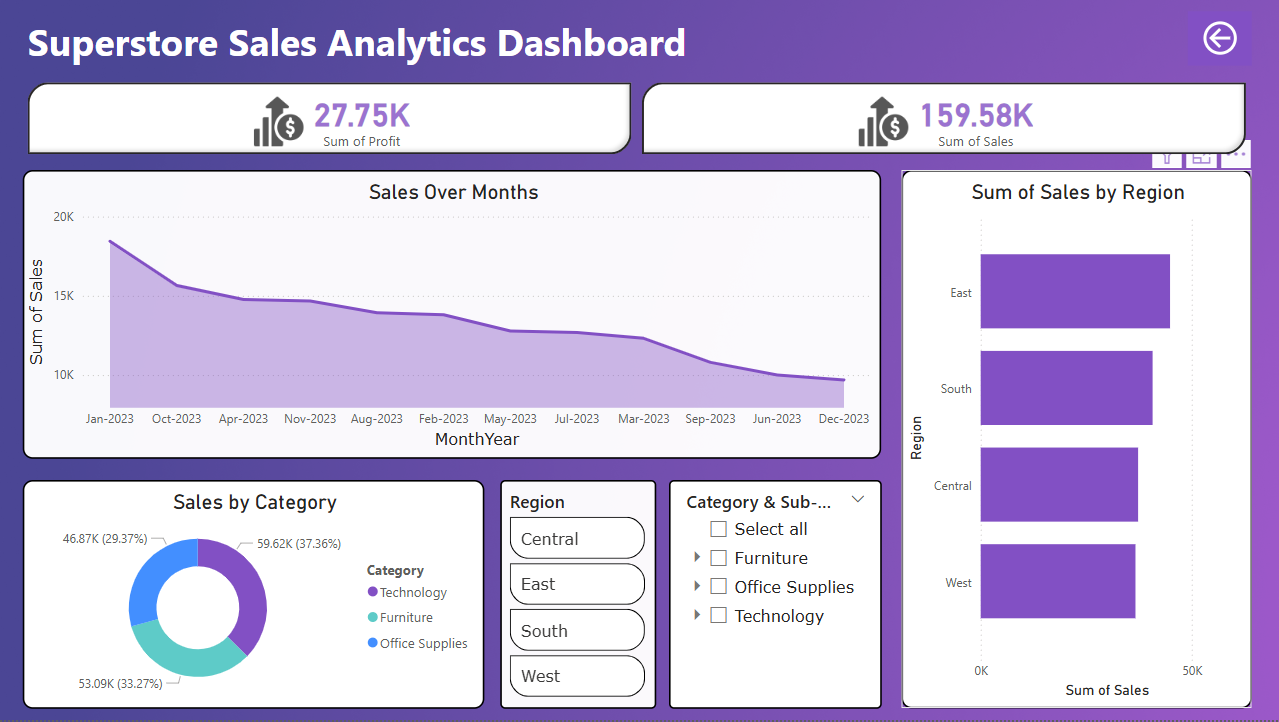 Superstore Sales Analytics Dashboard
27.75K
Sum of Profit
159.58K
Sum of Sales
Sales Over Months
Sum of Sales
20K
15K
10K
Jan-2023 Oct-2023 Apr-2023 Nov-2023 Aug-2023 Feb-2023 May-2023 Jul-2023 Mar-2023 Sep-2023 Jun-2023 Dec-2023
MonthYear
Sum of Sales by Region
Region
East
South
Central
West
0K 50K
Sum of Sales
Sales by Category
46.87K (29.37%)
59.62K (37.36%)
53.09K (33.27%)
Category
Technology
Furniture
Office Supplies
Region
Central
East
South
West
Category & Sub-...
Select all
Furniture
Office Supplies
Technology